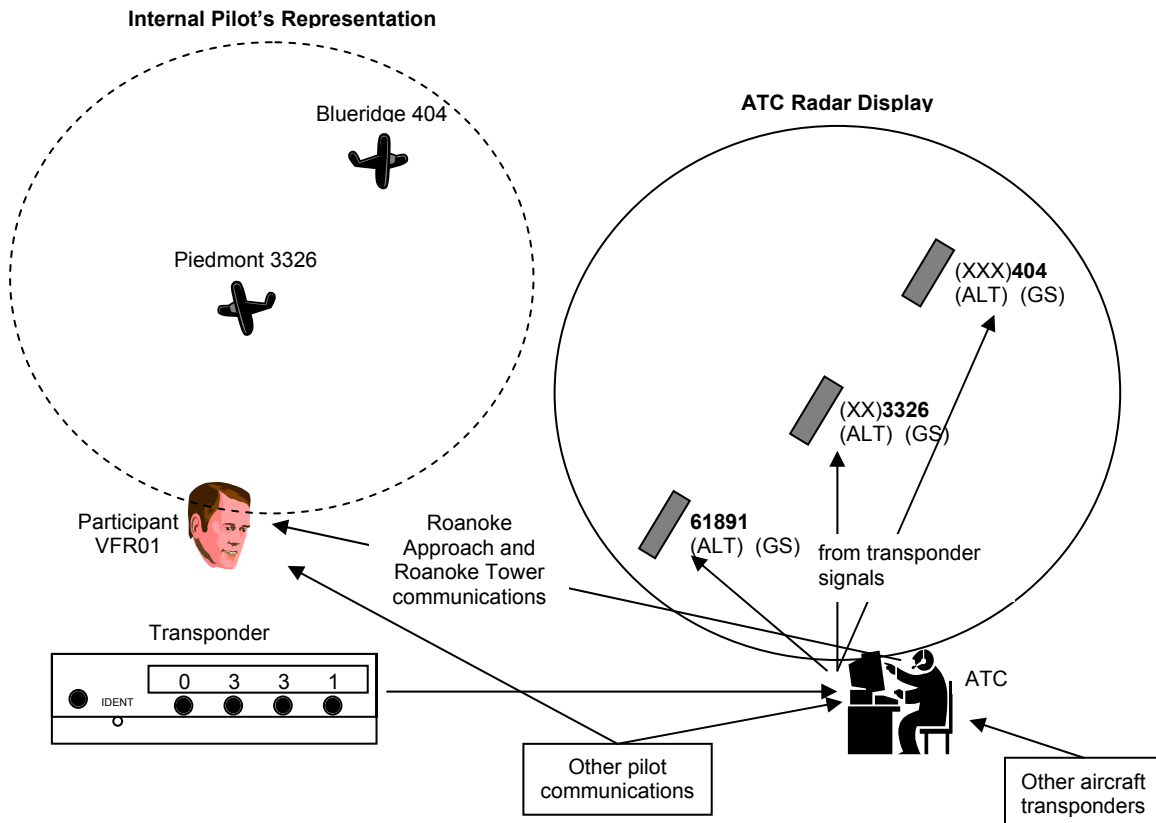 Internal Pilot's Representation
Blueridge 404
Piedmont 3326
Participant
VFR01
ATC Radar Display
(XXX)404
(ALT) (GS)
(XX)3326
(ALT) (GS)
61891
(ALT) (GS)
from transponder
signals
Roanoke
Approach and
Roanoke Tower
communications
Transponder
IDENT
0 3 3 1
ATC
Other pilot
communications
Other aircraft
transponders